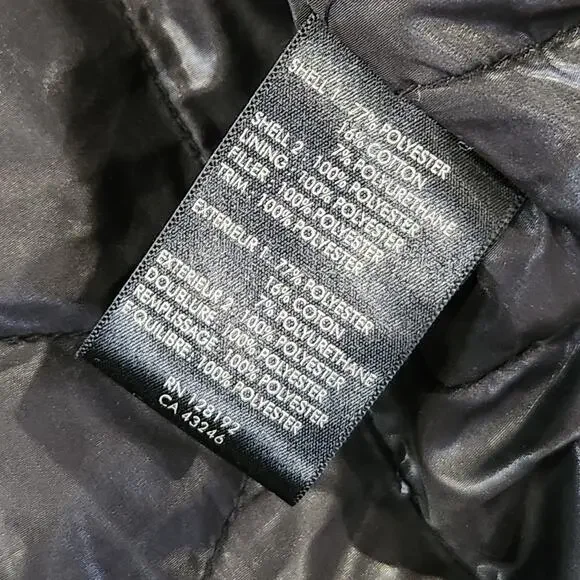 SHELL 1: 77% POLYESTER
16% COTTON
7% POLYURETHANE
SHELL 2: 100% POLYESTER
LINING: 100% POLYESTER
FILLER: 100% POLYESTER
TRIM: 100% POLYESTER
EXTERIEUR 1: 77% POLYESTER
16% COTON
7% POLYURETHANE
EXTERIEUR 2: 100% POLYESTER
DOUBLURE: 100% POLYESTER
REMPLISSAGE: 100% POLYESTER
EQUILIBRE: 100% POLYESTER
RN 128192
CA 43246